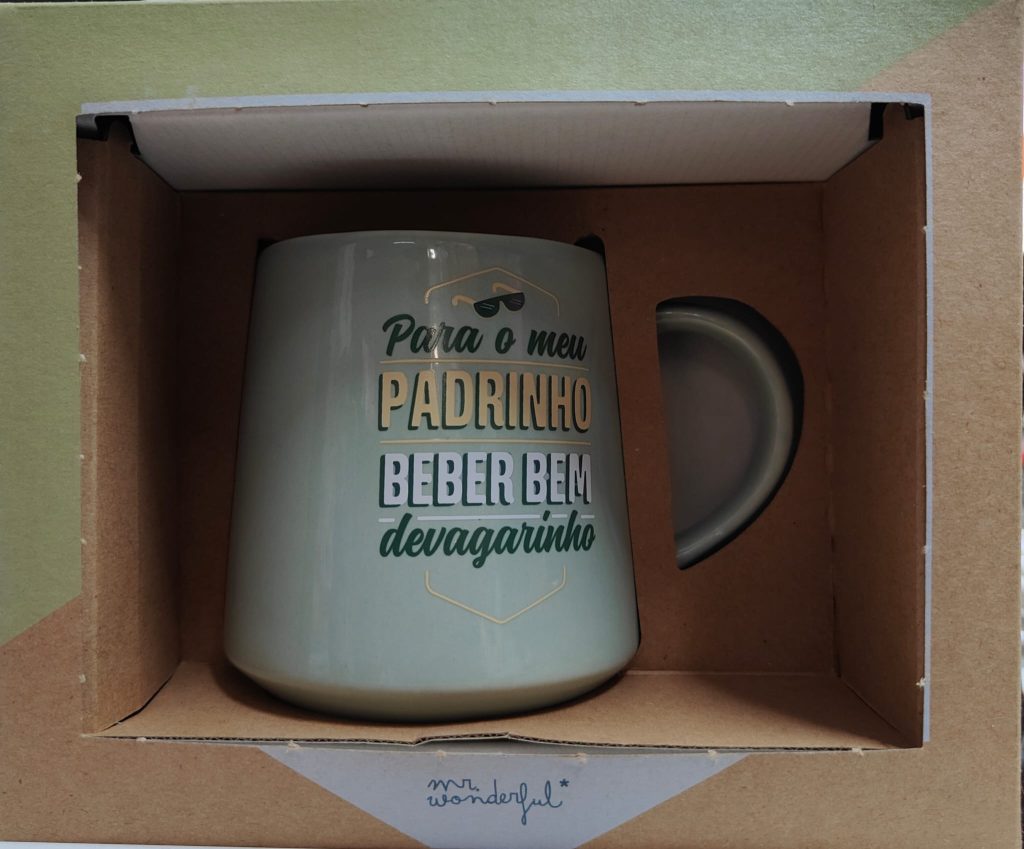 Para o meu
PADRINHO
BEBER BEM
devagarinho
mr.
wonderful*